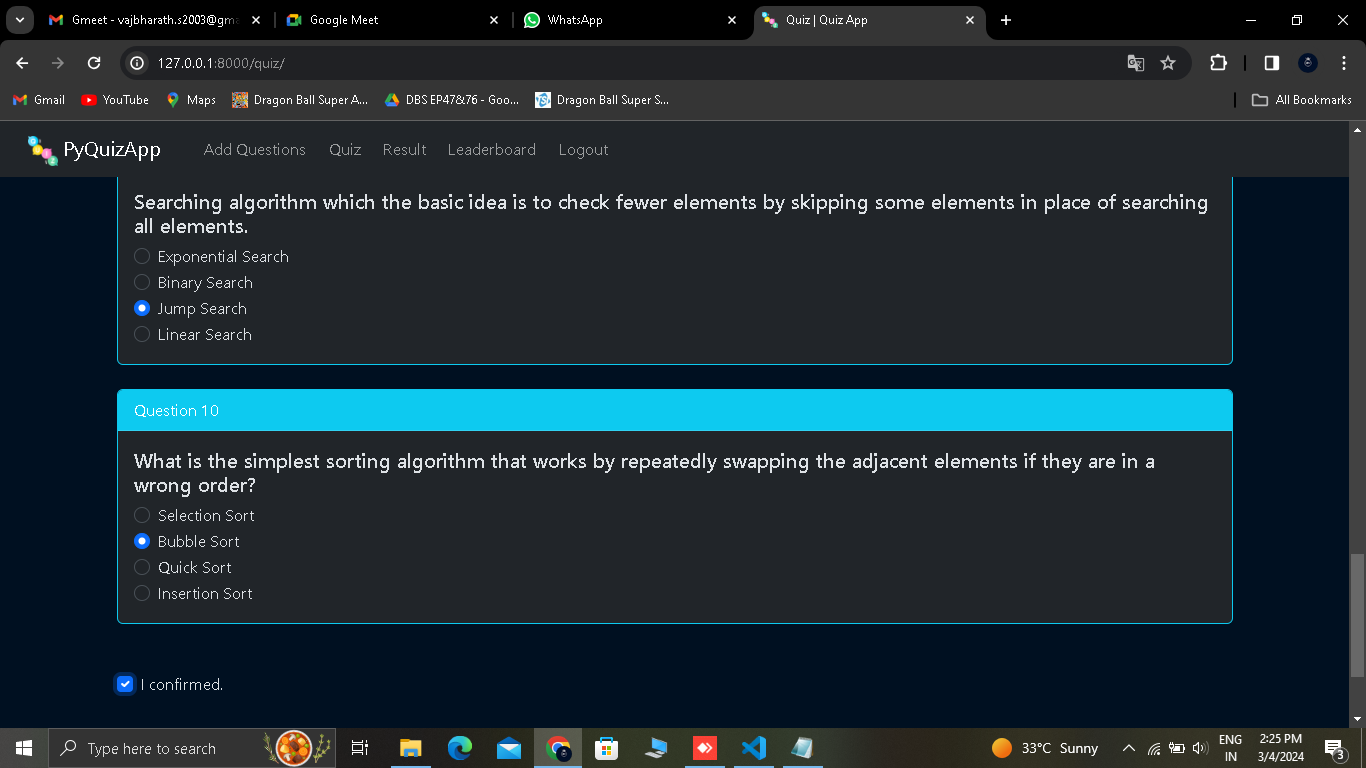 Gmeet - vajbharath.s2003@gma
Google Meet
WhatsApp
Quiz | Quiz App
127.0.0.1:8000/quiz/
Gmail
YouTube
Maps
Dragon Ball Super A...
DBS EP47&76 - Goo...
Dragon Ball Super S...
All Bookmarks
PyQuizApp
Add Questions
Quiz
Result
Leaderboard
Logout
Searching algorithm which the basic idea is to check fewer elements by skipping some elements in place of searching
all elements.
Exponential Search
Binary Search
Jump Search
Linear Search
Question 10
What is the simplest sorting algorithm that works by repeatedly swapping the adjacent elements if they are in a
wrong order?
Selection Sort
Bubble Sort
Quick Sort
Insertion Sort
I confirmed.
Type here to search
33°C Sunny
ENG
IN
2:25 PM
3/4/2024
3